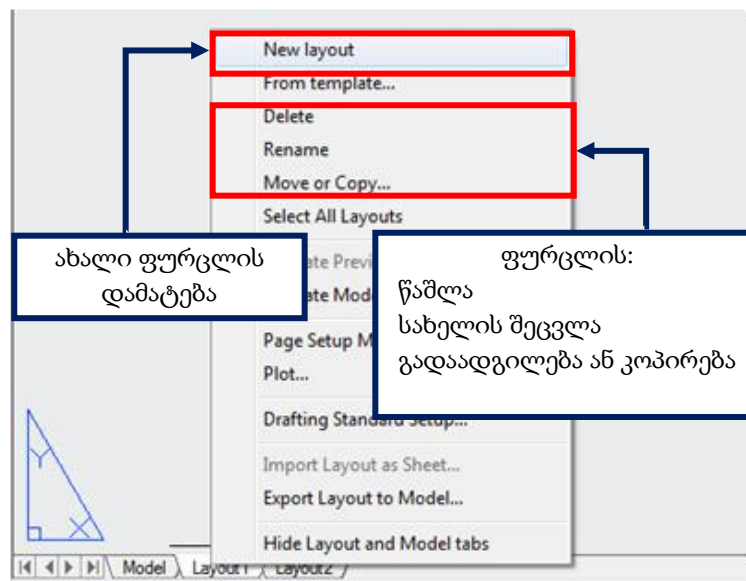 New layout
From template...
Delete
Rename
Move or Copy...
Select All Layouts
ახალი ფურცლის
დამატება
ფურცლის:
წაშლა
სახელის შეცვლა
გადაადგილება ან კოპირება
Page Setup
Plot...
Drafting Standard Setup...
Import Layout as Sheet...
Export Layout to Model...
Hide Layout and Model tabs
Y
X
Model Layout1 Layout2